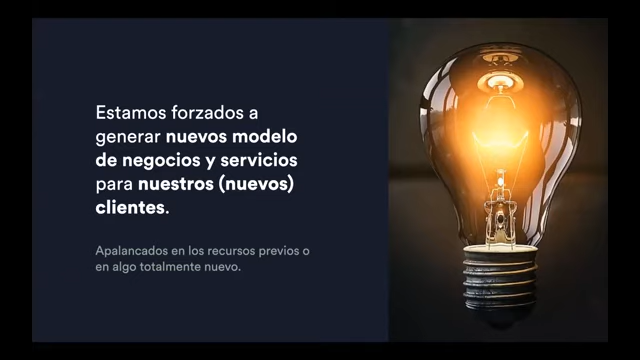 Estamos forzados a
generar nuevos modelo
de negocios y servicios
para nuestros (nuevos)
clientes.
Apalancados en los recursos previos o
en algo totalmente nuevo.